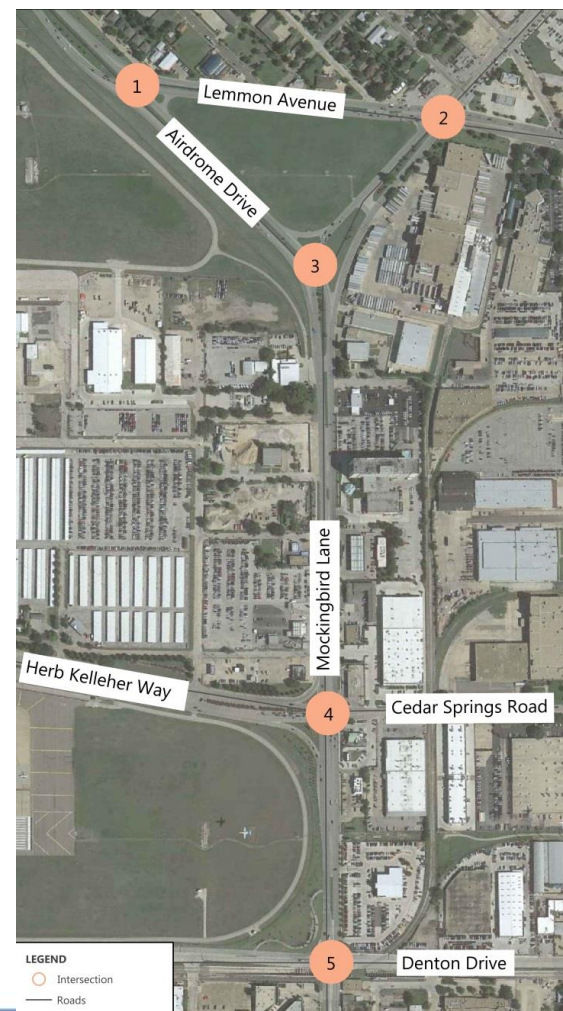 1
Lemmon Avenue
2
Airdrome Drive
3
Mockingbird Lane
Herb Kelleher Way
4
Cedar Springs Road
5
Denton Drive
LEGEND
Intersection
Roads